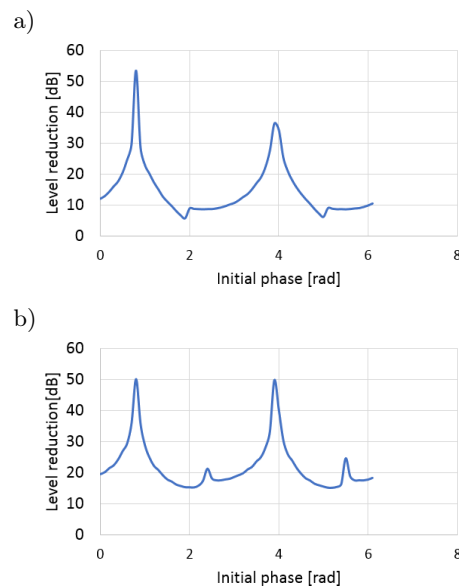 a)
60
50
40
30
20
10
0
Level reduction [dB]
0 2 4 6 8
Initial phase [rad]
b)
60
50
40
30
20
10
0
Level reduction[dB]
0 2 4 6 8
Initial phase [rad]